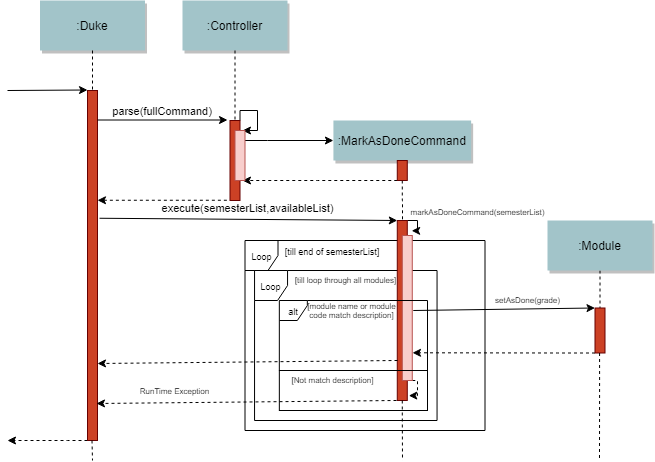 :Duke
:Controller
parse(fullCommand)
:MarkAsDoneCommand
execute(semesterList,availableList)
markAsDoneCommand(semesterList)
:Module
Loop
[till end of semesterList]
Loop
[till loop through all modules]
alt
[module name or module
code match description]
setAsDone(grade)
[Not match description]
RunTime Exception